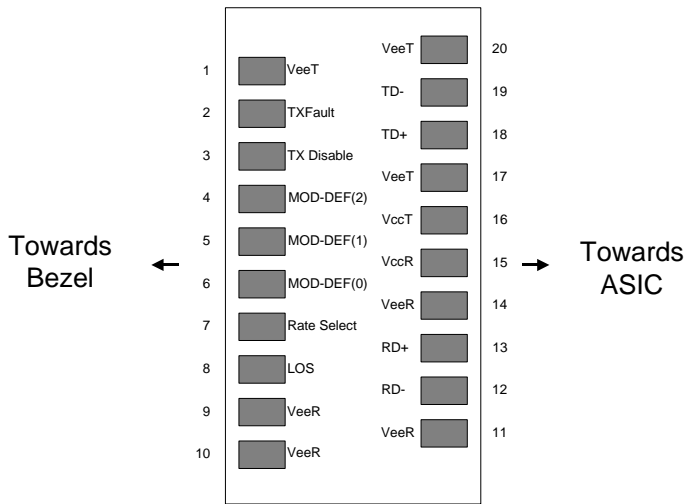 VeeT 20
1 VeeT
TD- 19
2 TXFault
TD+ 18
3 TX Disable
VeeT 17
4 MOD-DEF(2)
VccT 16
5 MOD-DEF(1)
Towards
Bezel
VccR 15
Towards
ASIC
6 MOD-DEF(0)
VeeR 14
7 Rate Select
RD+ 13
8 LOS
RD- 12
9 VeeR
VeeR 11
10 VeeR